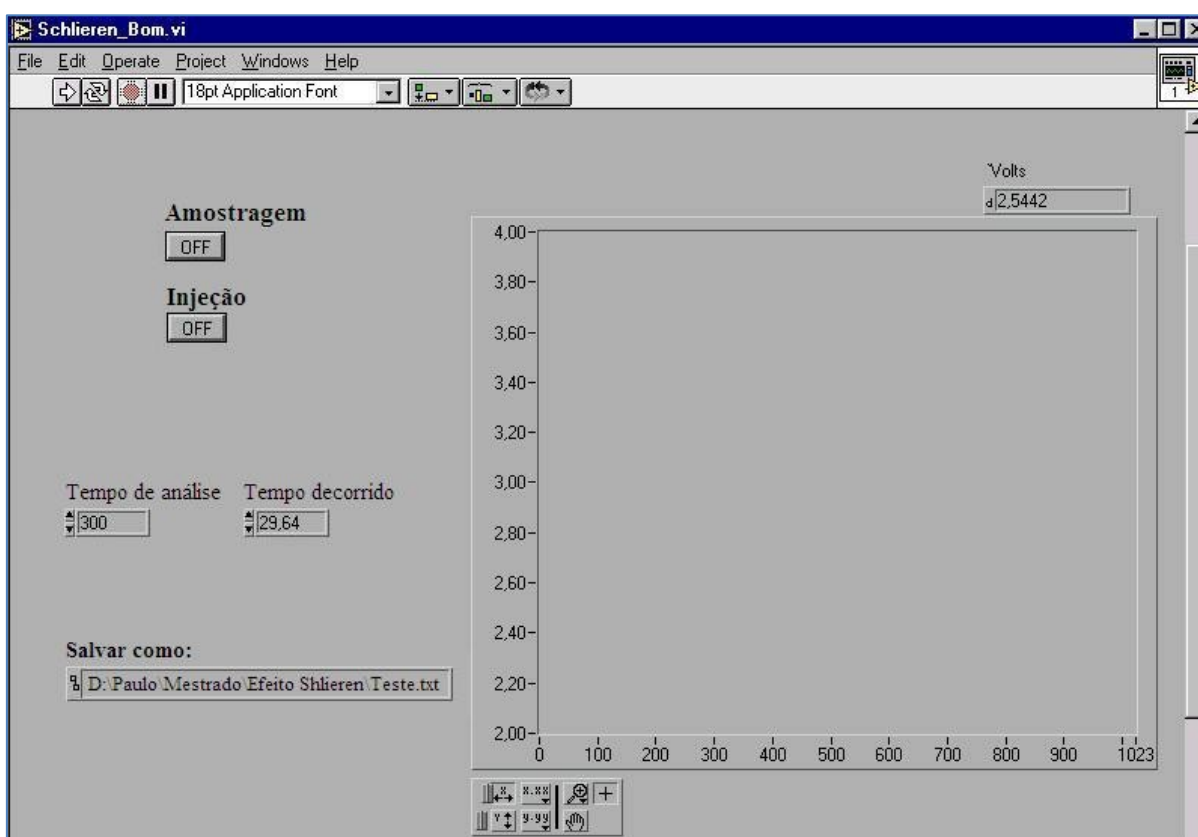 Schlieren_Bom.vi
File Edit Operate Project Windows Help
18pt Application Font
1
Volts
d 2,5442
Amostragem
OFF
Injeção
OFF
Tempo de análise Tempo decorrido
300 29,64
Salvar como:
D:\Paulo\Mestrado\Efeito Shlieren\Teste.txt
4,00
3,80
3,60
3,40
3,20
3,00
2,80
2,60
2,40
2,20
2,00
0 100 200 300 400 500 600 700 800 900 1023
X X.XX
Y y.yy